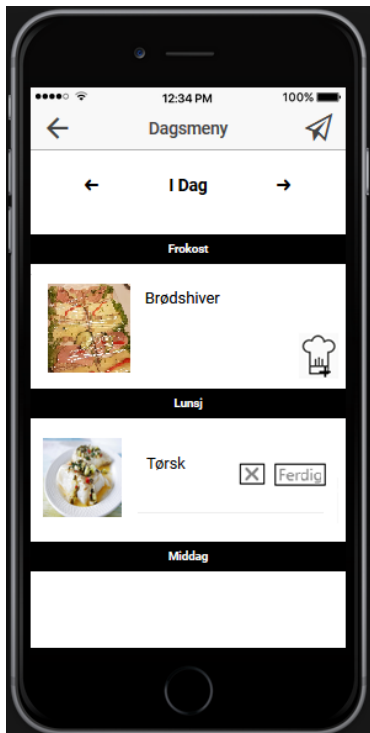 12:34 PM
100%
Dagsmeny
I Dag
Frokost
Brødshiver
Lunsj
Tørsk
Ferdig
Middag